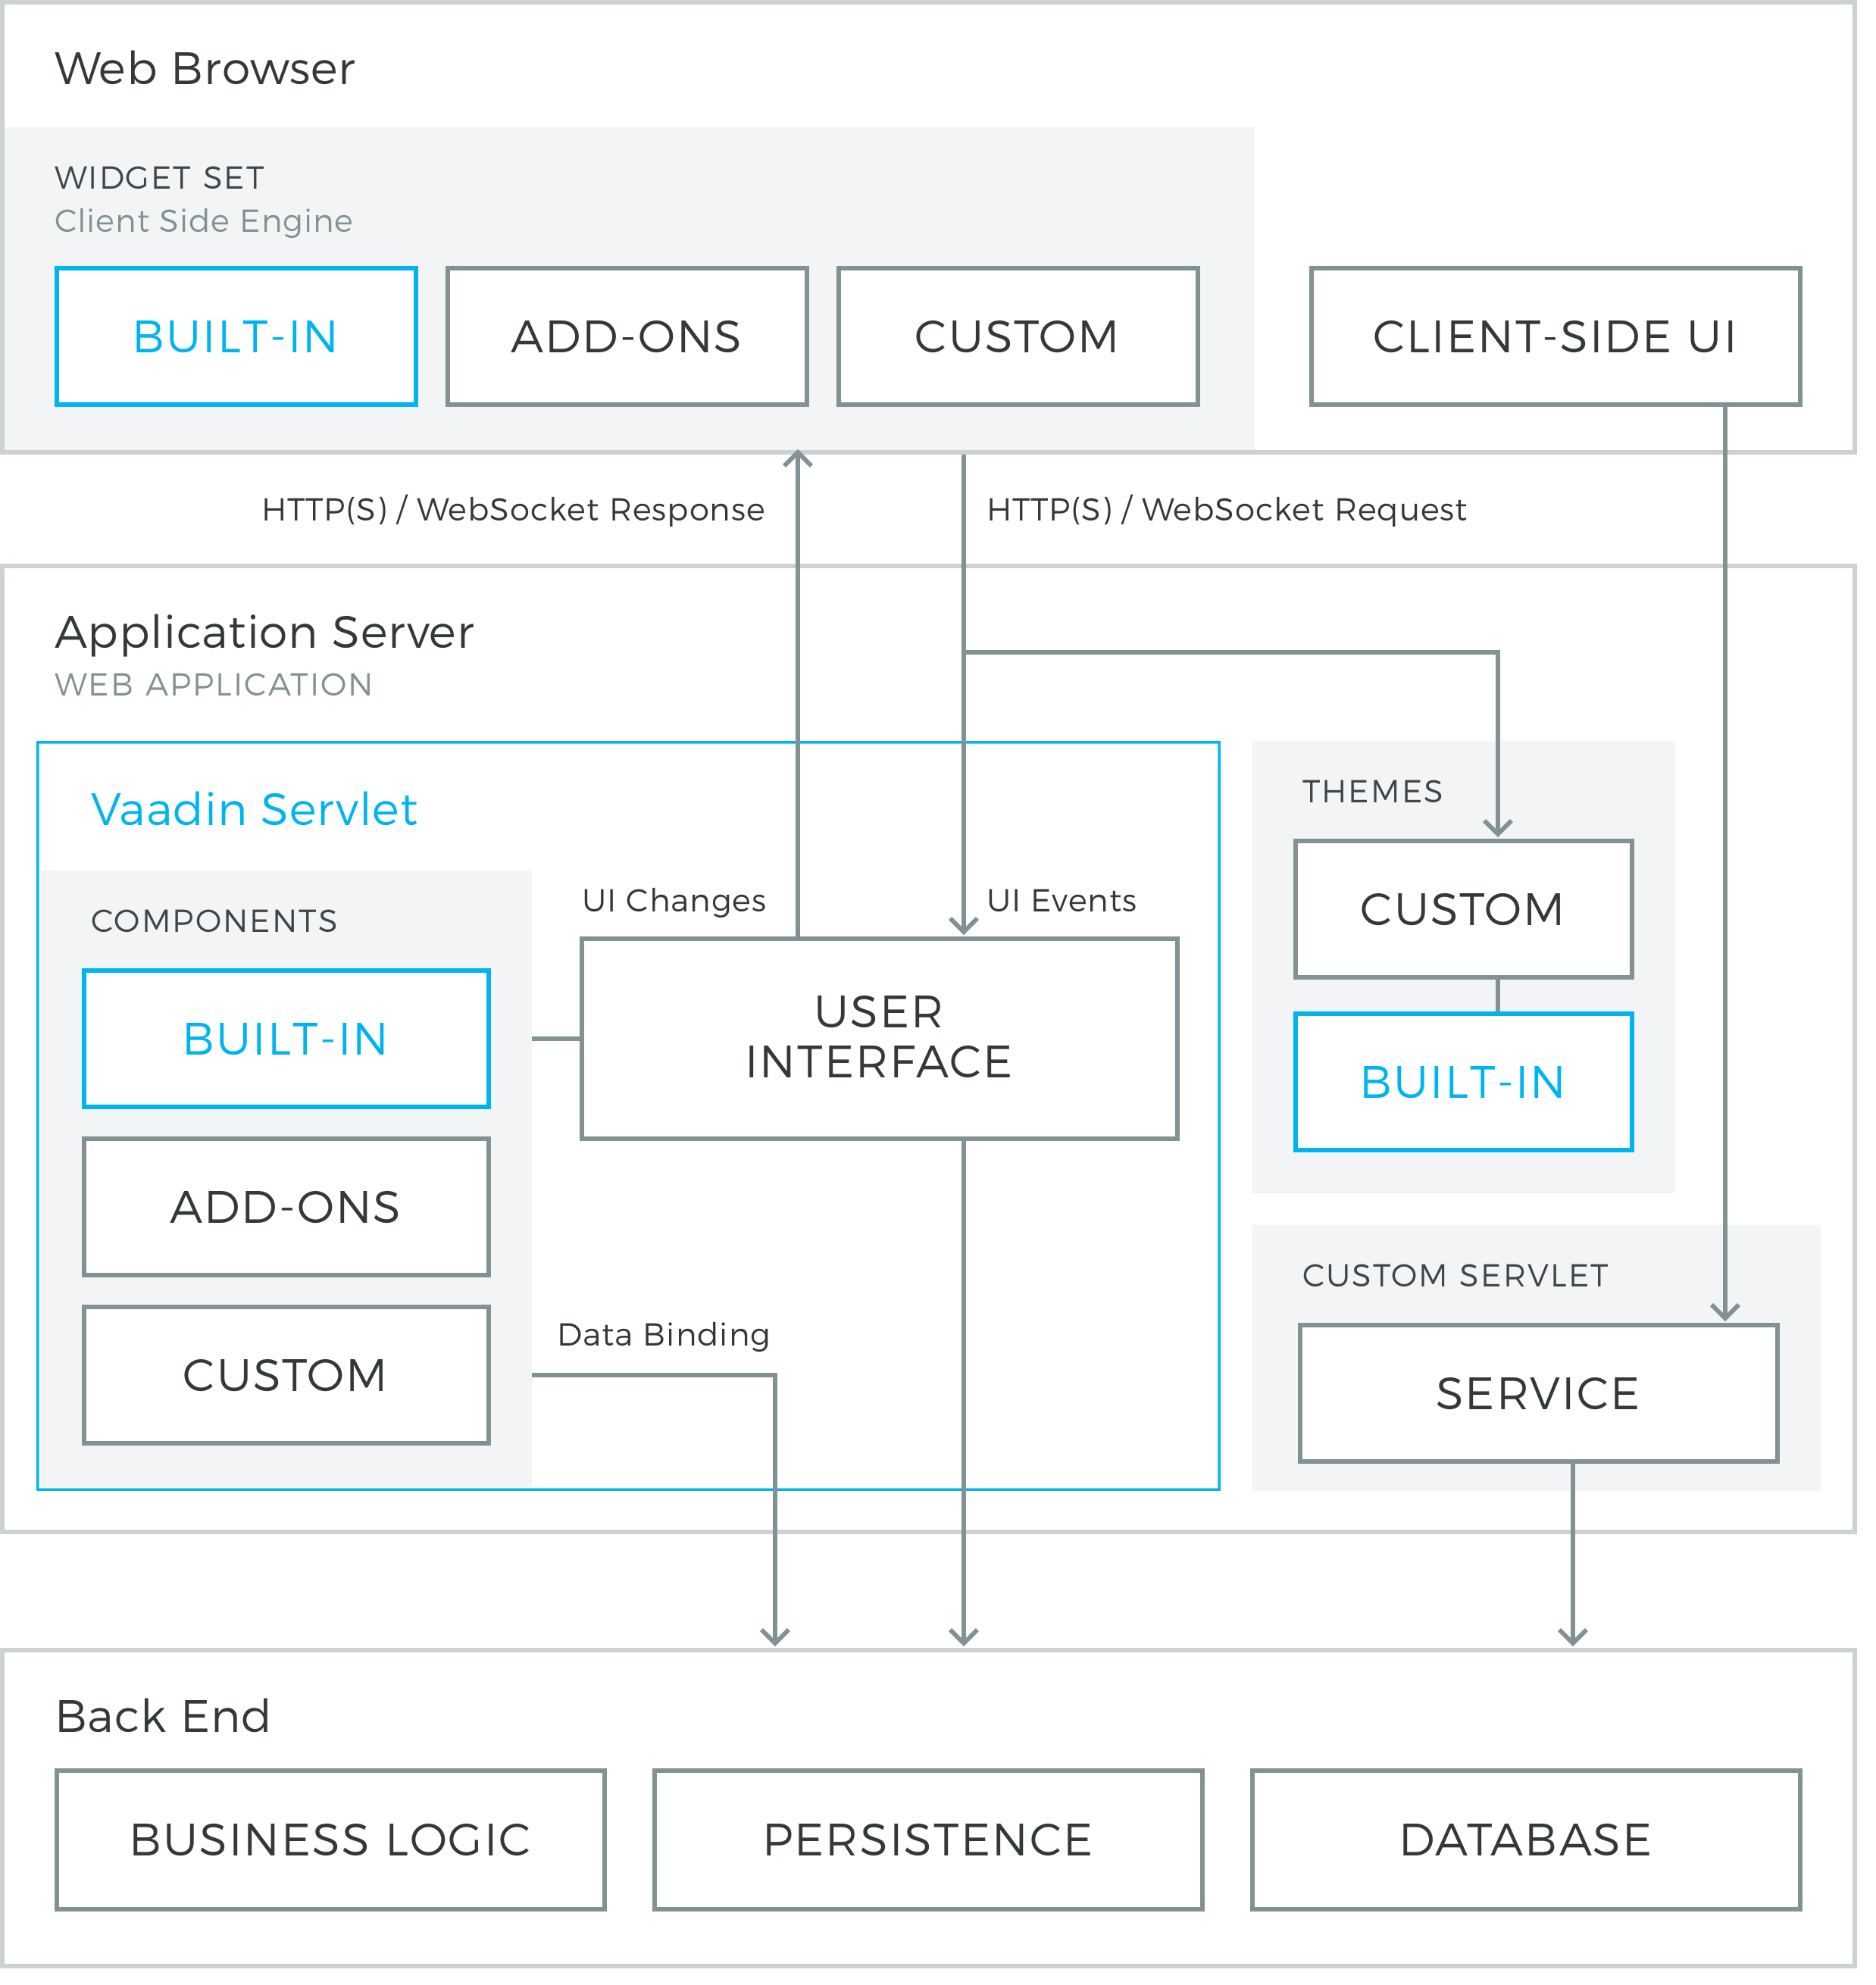 Web Browser
WIDGET SET
Client Side Engine
BUILT-IN
ADD-ONS
CUSTOM
CLIENT-SIDE UI
HTTP(S) / WebSocket Response
HTTP(S) / WebSocket Request
Application Server
WEB APPLICATION
Vaadin Servlet
COMPONENTS
BUILT-IN
ADD-ONS
CUSTOM
UI Changes
UI Events
USER
INTERFACE
Data Binding
THEMES
CUSTOM
BUILT-IN
CUSTOM SERVLET
SERVICE
Back End
BUSINESS LOGIC
PERSISTENCE
DATABASE